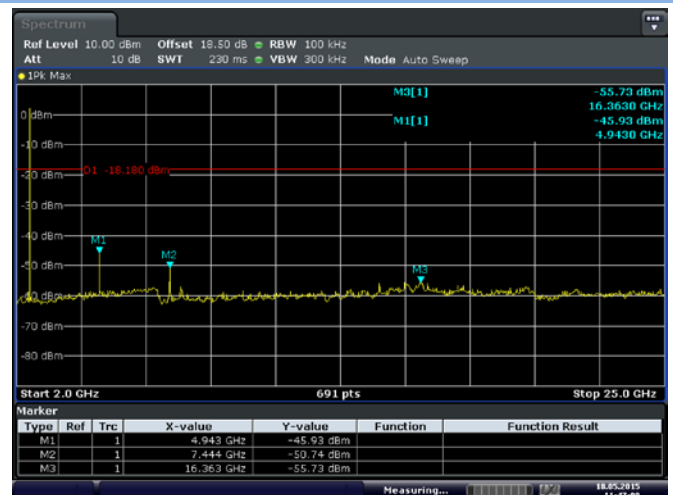 Spectrum
Ref Level 10.00 dBm Offset 18.50 dB RBW 100 kHz
Att 10 dB SWT 230 ms VBW 300 kHz Mode Auto Sweep
1Pk Max
M3[1] -55.73 dBm
16.3630 GHz
0 dBm
M1[1] -45.93 dBm
4.9430 GHz
-10 dBm
D1 -18.180 dBm
-20 dBm
-30 dBm
-40 dBm
M1
M2
-50 dBm
M3
-60 dBm
-70 dBm
-80 dBm
Start 2.0 GHz 691 pts Stop 25.0 GHz
Marker
Type Ref Trc X-value Y-value Function Function Result
M1 1 4.943 GHz -45.93 dBm
M2 1 7.444 GHz -50.74 dBm
M3 1 16.363 GHz -55.73 dBm
Measuring... 18.05.2015